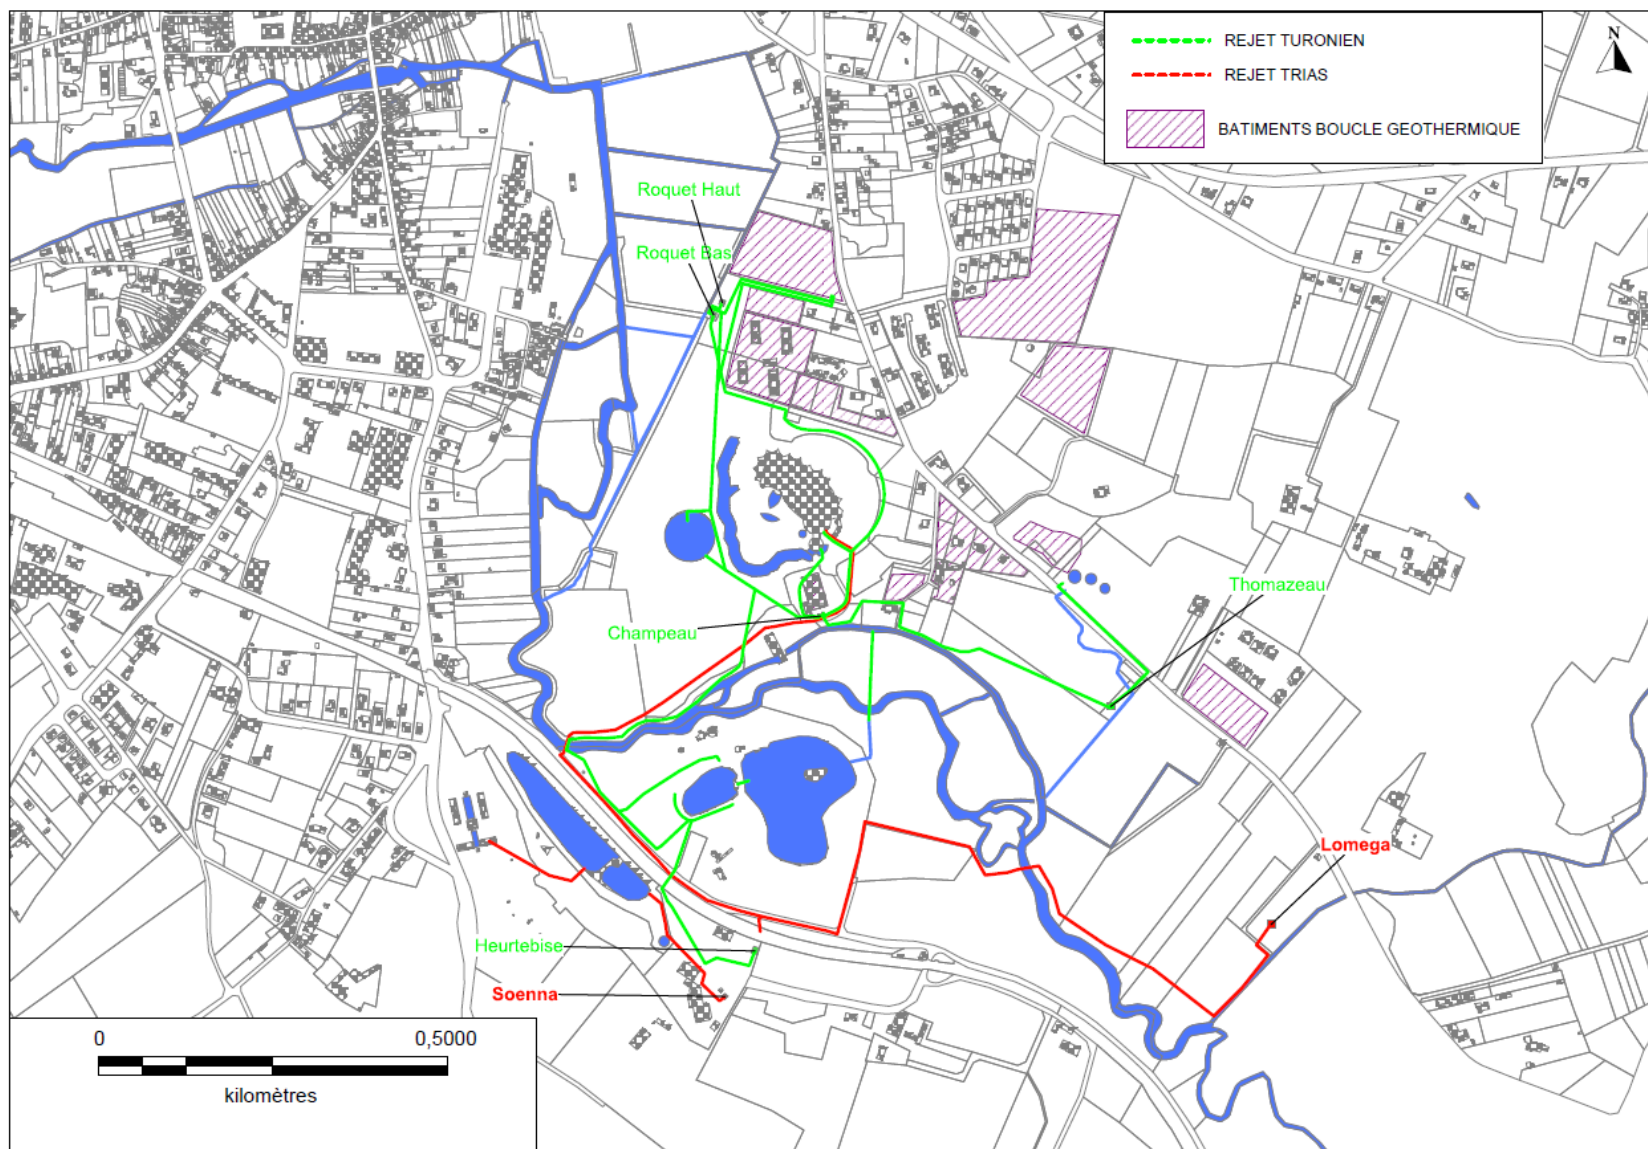 REJET TURONIEN
REJET TRIAS
BATIMENTS BOUCLE GEOTHERMIQUE
N
Roquet Haut
Roquet Bas
Thomazeau
Champeau
Lomega
Heurtebise
Soenna
0 0,5000
kilomètres